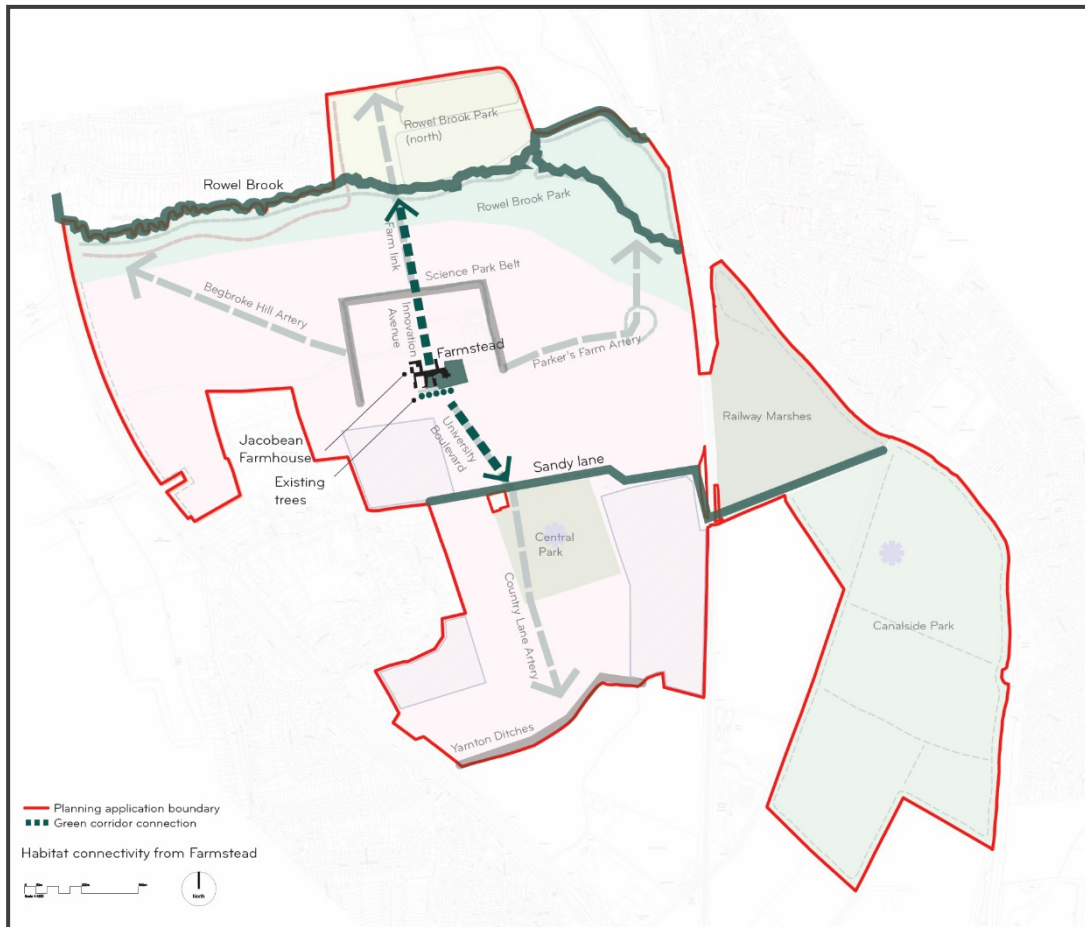 Rowel Brook Park
(north)
Rowel Brook
Rowel Brook Park
Farm link
Science Park Belt
Begbroke Hill Artery
Innovation
Avenue
Farmstead
Parker's Farm Artery
Railway Marshes
Jacobean
Farmhouse
University
Boulevard
Existing
trees
Sandy lane
Central
Park
Country Lane Artery
Canalside Park
Yarnton Ditches
Planning application boundary
Green corridor connection
Habitat connectivity from Farmstead
North